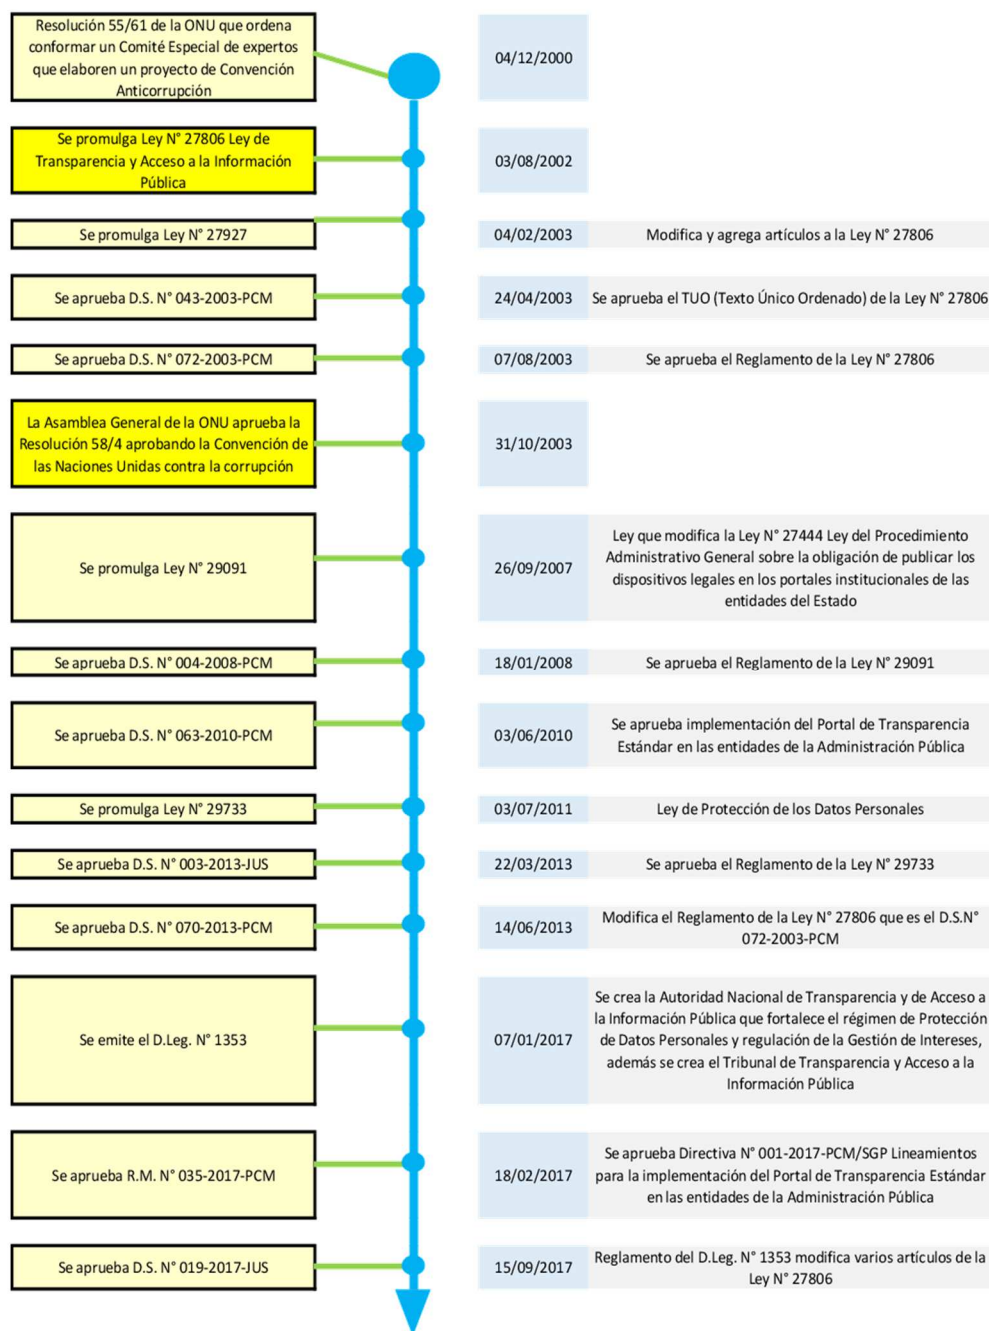 Resolución 55/61 de la ONU que ordena
conformar un Comité Especial de expertos
que elaboren un proyecto de Convención
Anticorrupción
04/12/2000
Se promulga Ley N° 27806 Ley de
Transparencia y Acceso a la Información
Pública
03/08/2002
Se promulga Ley N° 27927
04/02/2003
Modifica y agrega artículos a la Ley N° 27806
Se aprueba D.S. N° 043-2003-PCM
24/04/2003
Se aprueba el TUO (Texto Único Ordenado) de la Ley N° 27806
Se aprueba D.S. N° 072-2003-PCM
07/08/2003
Se aprueba el Reglamento de la Ley N° 27806
La Asamblea General de la ONU aprueba la
Resolución 58/4 aprobando la Convención de
las Naciones Unidas contra la corrupción
31/10/2003
Se promulga Ley N° 29091
26/09/2007
Ley que modifica la Ley N° 27444 Ley del Procedimiento
Administrativo General sobre la obligación de publicar los
dispositivos legales en los portales institucionales de las
entidades del Estado
Se aprueba D.S. N° 004-2008-PCM
18/01/2008
Se aprueba el Reglamento de la Ley N° 29091
Se aprueba D.S. N° 063-2010-PCM
03/06/2010
Se aprueba implementación del Portal de Transparencia
Estándar en las entidades de la Administración Pública
Se promulga Ley N° 29733
03/07/2011
Ley de Protección de los Datos Personales
Se aprueba D.S. N° 003-2013-JUS
22/03/2013
Se aprueba el Reglamento de la Ley N° 29733
Se aprueba D.S. N° 070-2013-PCM
14/06/2013
Modifica el Reglamento de la Ley N° 27806 que es el D.S.N°
072-2003-PCM
Se emite el D.Leg. N° 1353
07/01/2017
Se crea la Autoridad Nacional de Transparencia y de Acceso a
la Información Pública que fortalece el régimen de Protección
de Datos Personales y regulación de la Gestión de Intereses,
además se crea el Tribunal de Transparencia y Acceso a la
Información Pública
Se aprueba R.M. N° 035-2017-PCM
18/02/2017
Se aprueba Directiva N° 001-2017-PCM/SGP Lineamientos
para la implementación del Portal de Transparencia Estándar
en las entidades de la Administración Pública
Se aprueba D.S. N° 019-2017-JUS
15/09/2017
Reglamento del D.Leg. N° 1353 modifica varios artículos de la
Ley N° 27806